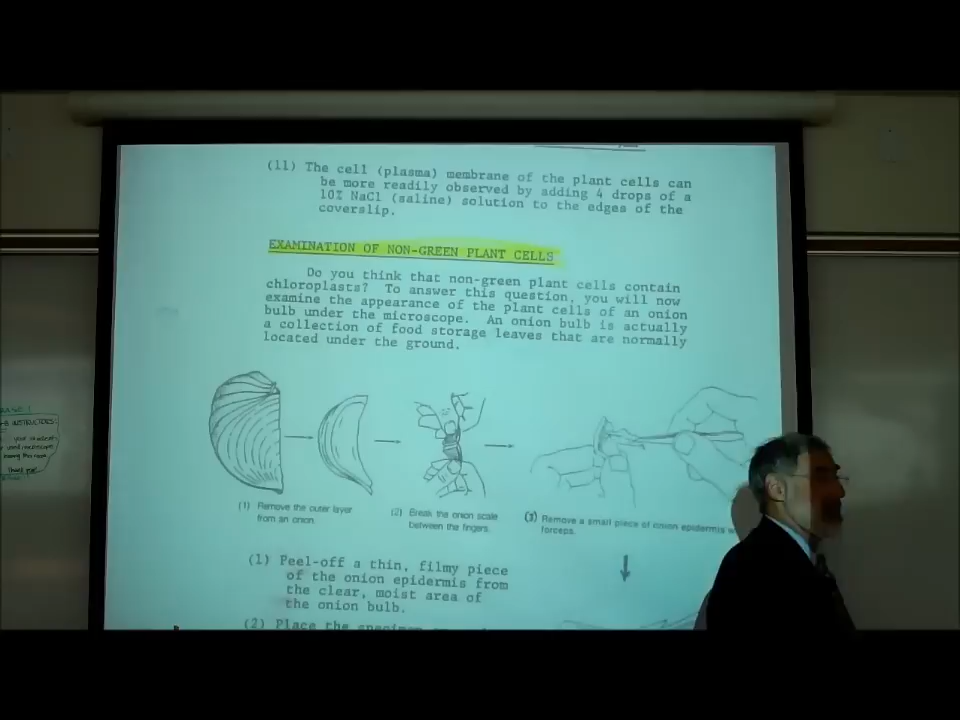 (11) The cell (plasma) membrane of the plant cells can
be more readily observed by adding 4 drops of a
10% NaCl (saline) solution to the edges of the
coverslip.
EXAMINATION OF NON-GREEN PLANT CELLS
Do you think that non-green plant cells contain
chloroplasts? To answer this question, you will now
examine the appearance of the plant cells of an onion
bulb under the microscope. An onion bulb is actually
a collection of food storage leaves that are normally
located under the ground.
(1) Remove the outer layer
from an onion.
(2) Break the onion scale
between the fingers.
(3) Remove a small piece of onion epidermis
forceps.
(1) Peel-off a thin, filmy piece
of the onion epidermis from
the clear, moist area of
the onion bulb.
(2) Place the specimen
INSTRUCTORS: